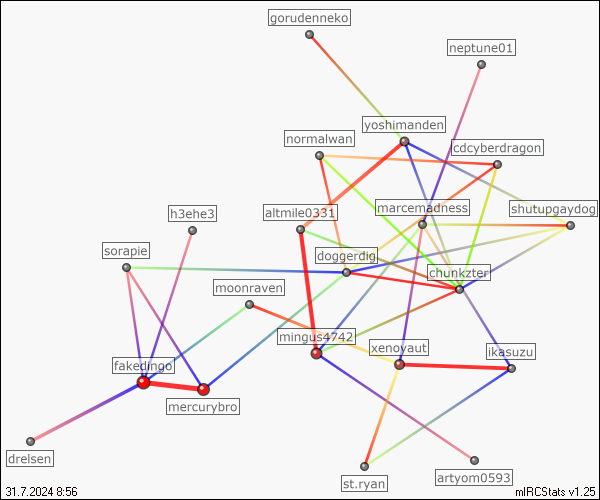 gorudenneko
neptune01
yoshimanden
normalwan
cdcyberdragon
h3ehe3
altmile0331
marcemadness
shutupgaydog
sorapie
doggerdig
chunkzter
moonraven
mingus4742
xenovaut
ikasuzu
fakedingo
mercurybro
drelsen
st.ryan
artyom0593
31.7.2024 8:56
mIRCStats v1.25